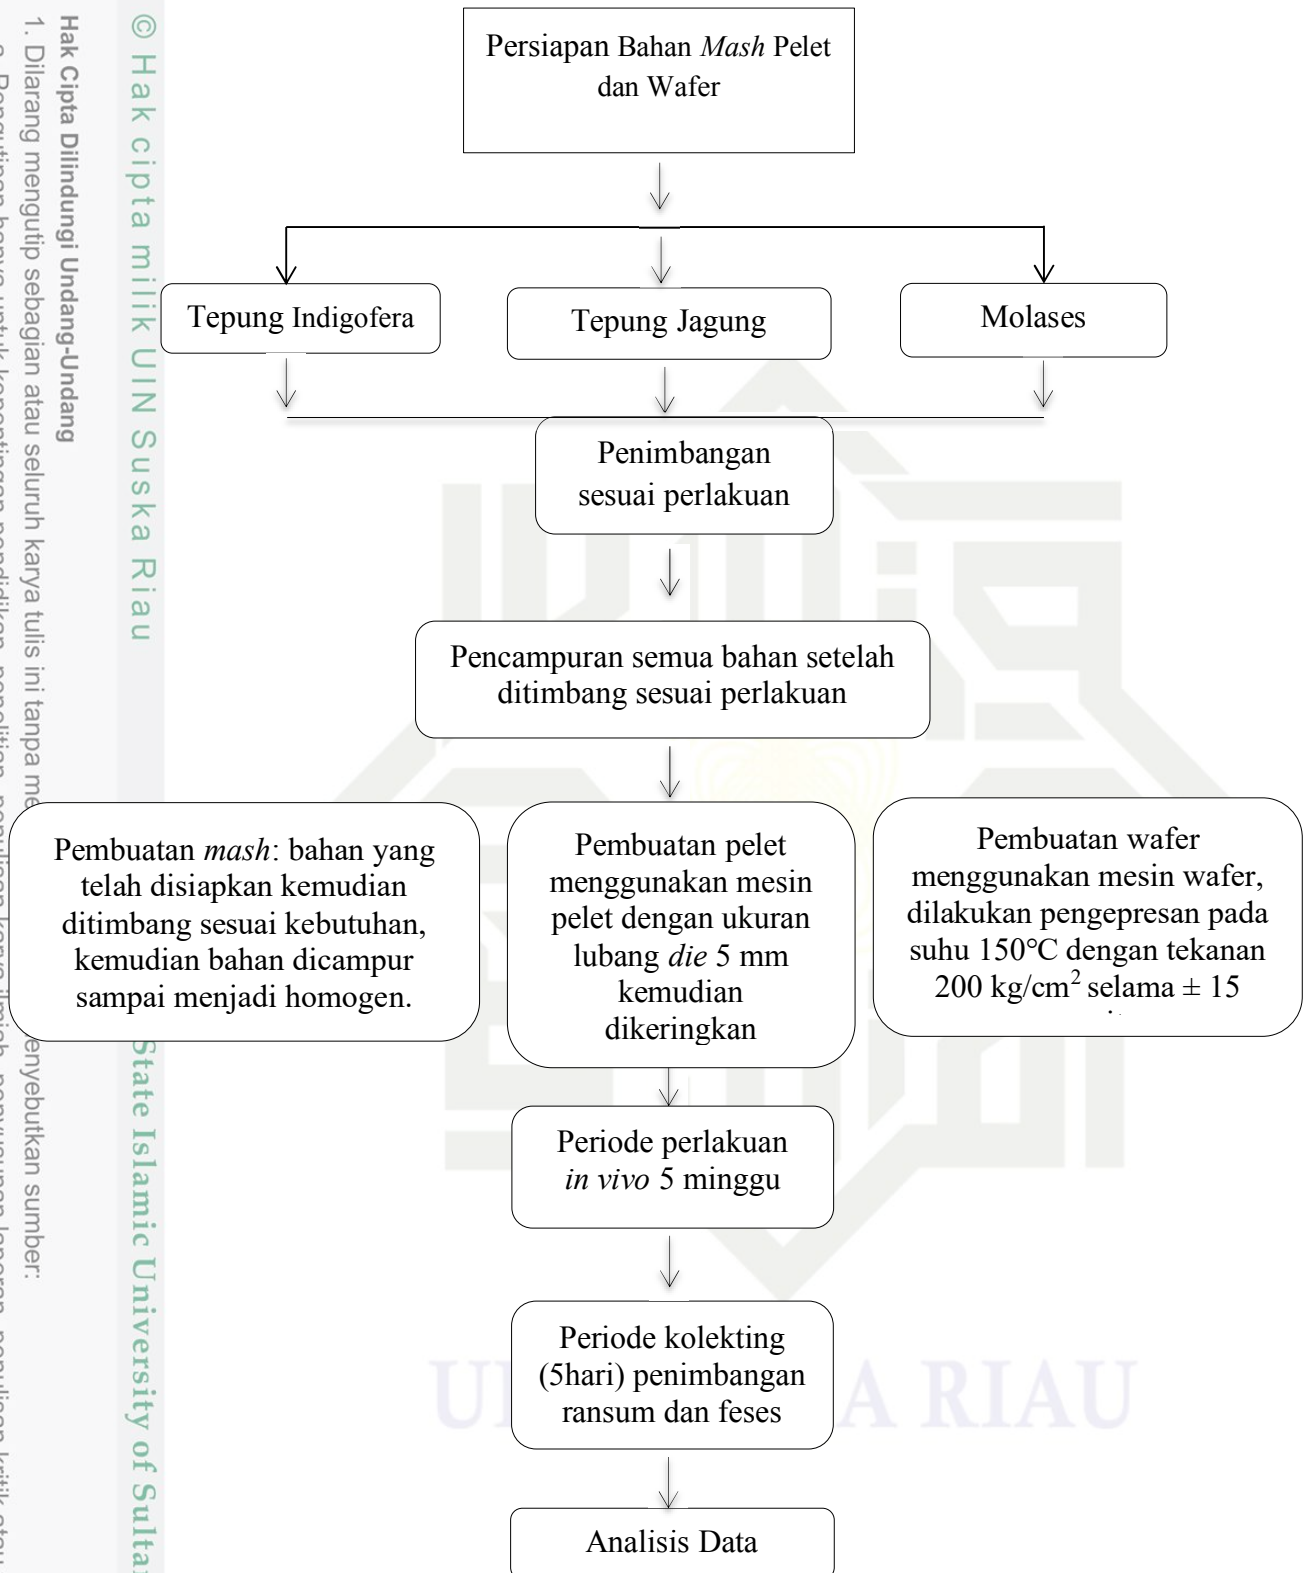 © Hak cipta milik UIN Suska Riau
State Islamic University of Sultan
Hak Cipta Dilindungi Undang-Undang
1. Dilarang mengutip sebagian atau seluruh karya tulis ini tanpa me enyebutkan sumber:
Persiapan Bahan Mash Pelet
dan Wafer
Tepung Indigofera
Tepung Jagung
Molases
Penimbangan
sesuai perlakuan
Pencampuran semua bahan setelah
ditimbang sesuai perlakuan
Pembuatan mash: bahan yang
telah disiapkan kemudian
ditimbang sesuai kebutuhan,
kemudian bahan dicampur
sampai menjadi homogen.
Pembuatan pelet
menggunakan mesin
pelet dengan ukuran
lubang die 5 mm
kemudian
dikeringkan
Pembuatan wafer
menggunakan mesin wafer,
dilakukan pengepresan pada
suhu 150°C dengan tekanan
200 kg/cm² selama ± 15
Periode perlakuan
in vivo 5 minggu
Periode kolekting
(5hari) penimbangan
ransum dan feses
A RIAU
Analisis Data